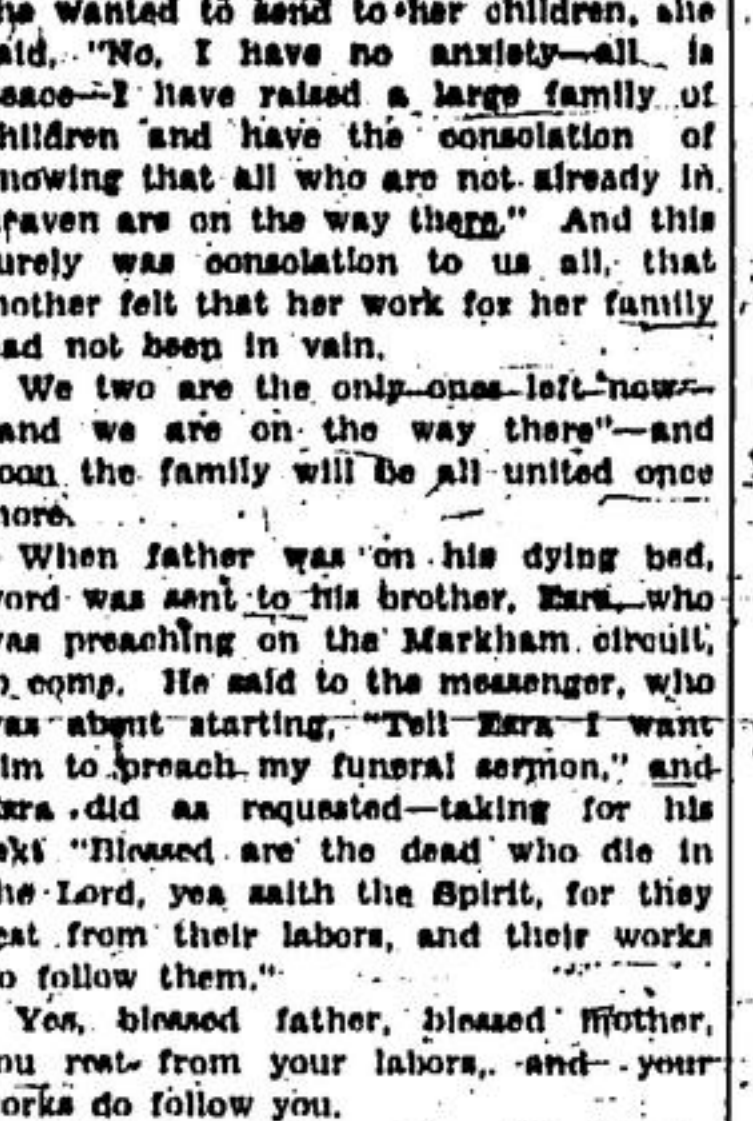 he wanted to send to her children, she
aid, "No, I have no anxiety—all is
eace—I have raised a large family of
hildren and have the consolation of
nowing that all who are not already in
eaven are on the way there." And this
urely was consolation to us all, that
nother felt that her work for her family
ad not been in vain.
We two are the only ones left now—
and we are on the way there"—and
oon the family will be all united once
nore.
When father was on his dying bed,
ord was sent to his brother, Ezra, who
vas preaching on the Markham circuit,
o come. He said to the messenger, who
vas about starting, "Tell Ezra I want
im to preach my funeral sermon," and
zra did as requested—taking for his
ext "Blessed are the dead who die in
he Lord, yea saith the Spirit, for they
est from their labors, and their works
o follow them."
Yes, blessed father, blessed mother,
ou rest from your labors, and your
orks do follow you.